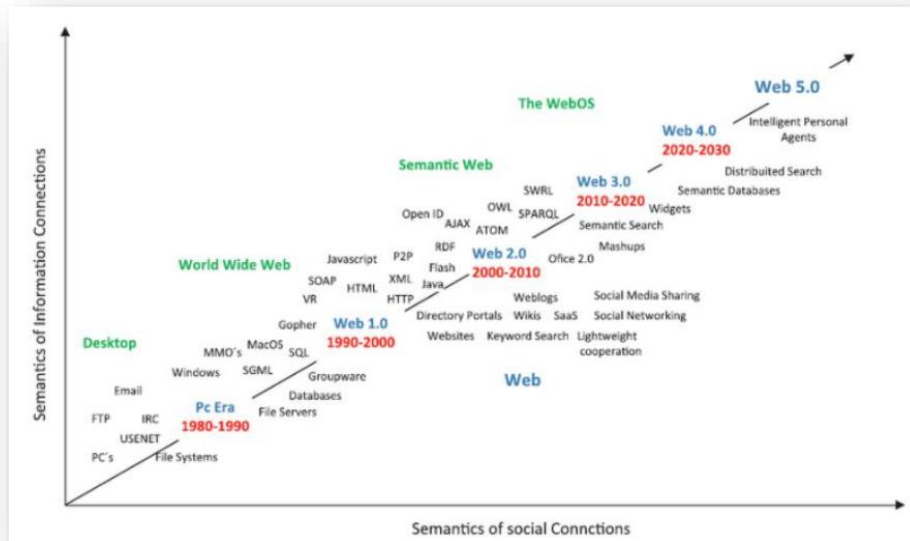 Semantics of Information Connections
Web 5.0
The WebOS
Intelligent Personal
Agents
Web 4.0
2020-2030
Semantic Web
Distribuited Search
Web 3.0
2010-2020
Semantic Databases
SWRL
Widgets
OWL
SPARQL
Open ID
AJAX
ATOM
Semantic Search
RDF
Mashups
Web 2.0
2000-2010
Ofice 2.0
World Wide Web
Javascript
P2P
Flash
SOAP
XML
Java
HTML
VR
HTTP
Weblogs
Social Media Sharing
Directory Portals
Wikis
SaaS
Social Networking
Gopher
Web 1.0
1990-2000
Websites
Keyword Search
Lightweight
cooperation
Desktop
MacOS
MMO´s
SQL
Windows
SGML
Groupware
Web
Email
Databases
Pc Era
1980-1990
File Servers
FTP
IRC
USENET
PC´s
File Systems
Semantics of social Connctions